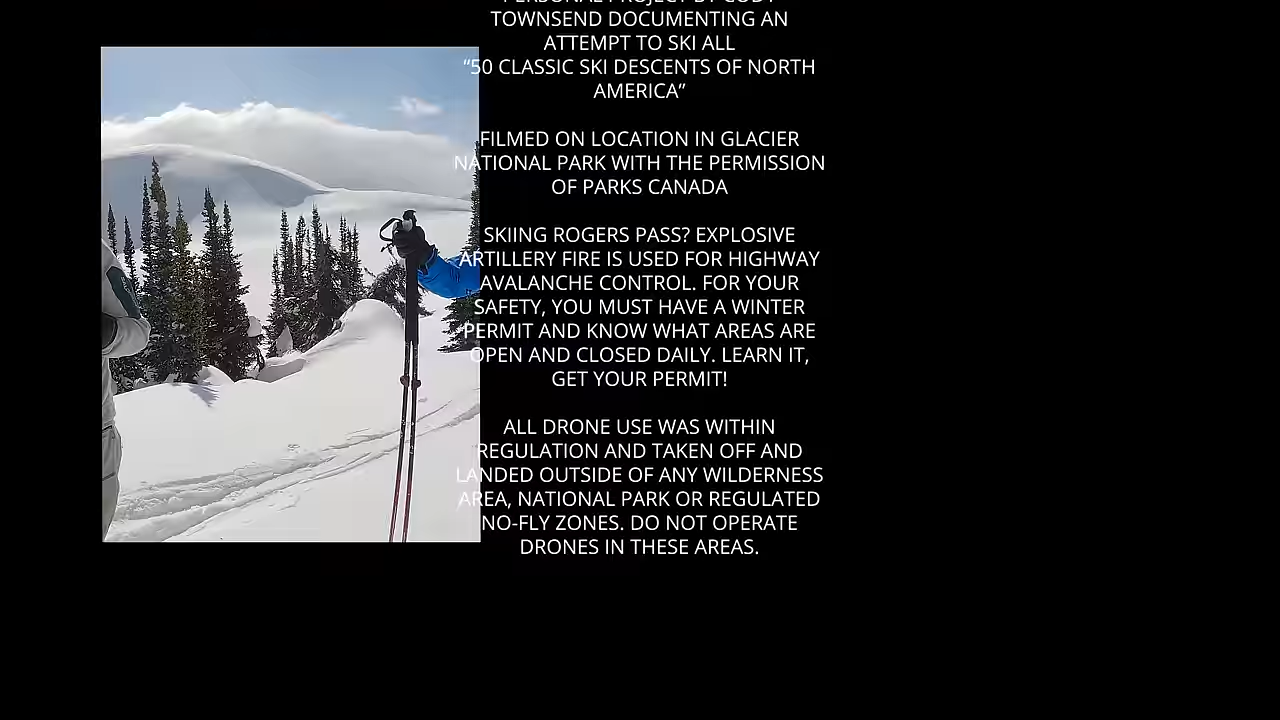 TOWNSEND DOCUMENTING AN
ATTEMPT TO SKI ALL
“50 CLASSIC SKI DESCENTS OF NORTH
AMERICA”
FILMED ON LOCATION IN GLACIER
NATIONAL PARK WITH THE PERMISSION
OF PARKS CANADA
SKIING ROGERS PASS? EXPLOSIVE
ARTILLERY FIRE IS USED FOR HIGHWAY
AVALANCHE CONTROL. FOR YOUR
SAFETY, YOU MUST HAVE A WINTER
PERMIT AND KNOW WHAT AREAS ARE
OPEN AND CLOSED DAILY. LEARN IT,
GET YOUR PERMIT!
ALL DRONE USE WAS WITHIN
REGULATION AND TAKEN OFF AND
LANDED OUTSIDE OF ANY WILDERNESS
AREA, NATIONAL PARK OR REGULATED
NO-FLY ZONES. DO NOT OPERATE
DRONES IN THESE AREAS.